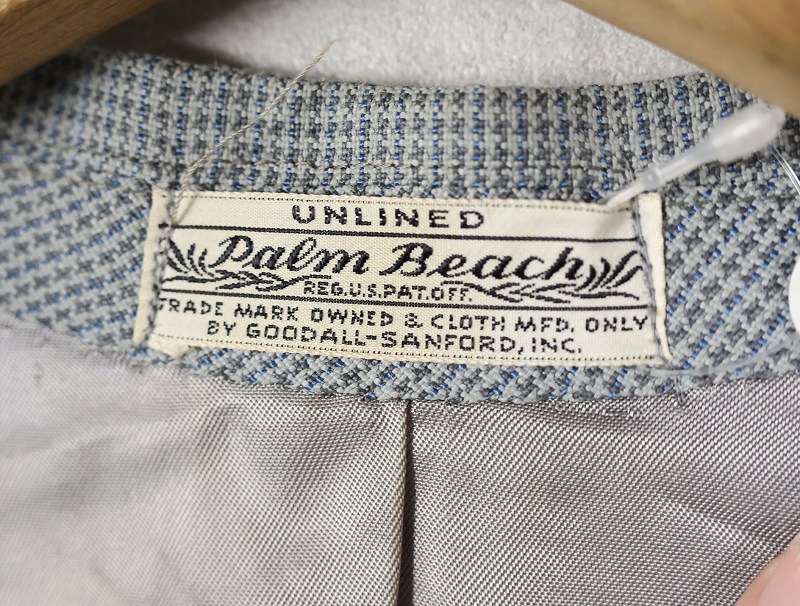 UNLINED
Palm Beach
REG.U.S.PAT.OFF.
TRADE MARK OWNED & CLOTH MFD. ONLY
BY GOODALL-SANFORD, INC.